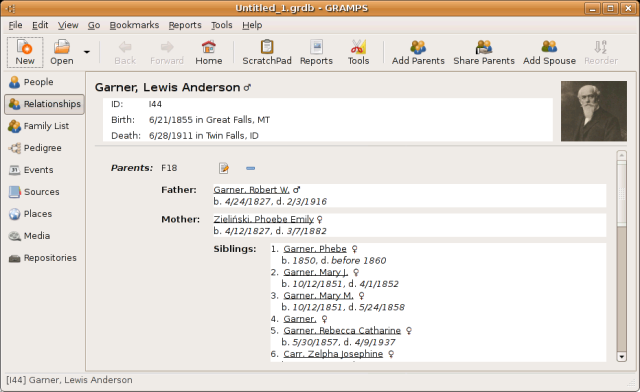 Untitled_1.grdb - GRAMPS
File Edit View Go Bookmarks Reports Tools Help
New Open Back Forward Home ScratchPad Reports Tools Add Parents Share Parents Add Spouse Reorder
People
Relationships
Family List
Pedigree
Events
Sources
Places
Media
Repositories
Garner, Lewis Anderson ♂
ID: I44
Birth: 6/21/1855 in Great Falls, MT
Death: 6/28/1911 in Twin Falls, ID
Parents: F18
Father: Garner, Robert W. ♂
b. 4/24/1827, d. 2/3/1916
Mother: Zieliński, Phoebe Emily ♀
b. 4/12/1827, d. 3/7/1882
Siblings: 1. Garner, Phebe ♀
b. 1850, d. before 1860
2. Garner, Mary J. ♀
b. 10/12/1851, d. 4/1/1852
3. Garner, Mary M. ♀
b. 10/12/1851, d. 5/24/1858
4. Garner, ♀
5. Garner, Rebecca Catharine ♀
b. 5/30/1857, d. 4/9/1937
6. Carr, Zelpha Josephine ♀
[I44] Garner, Lewis Anderson